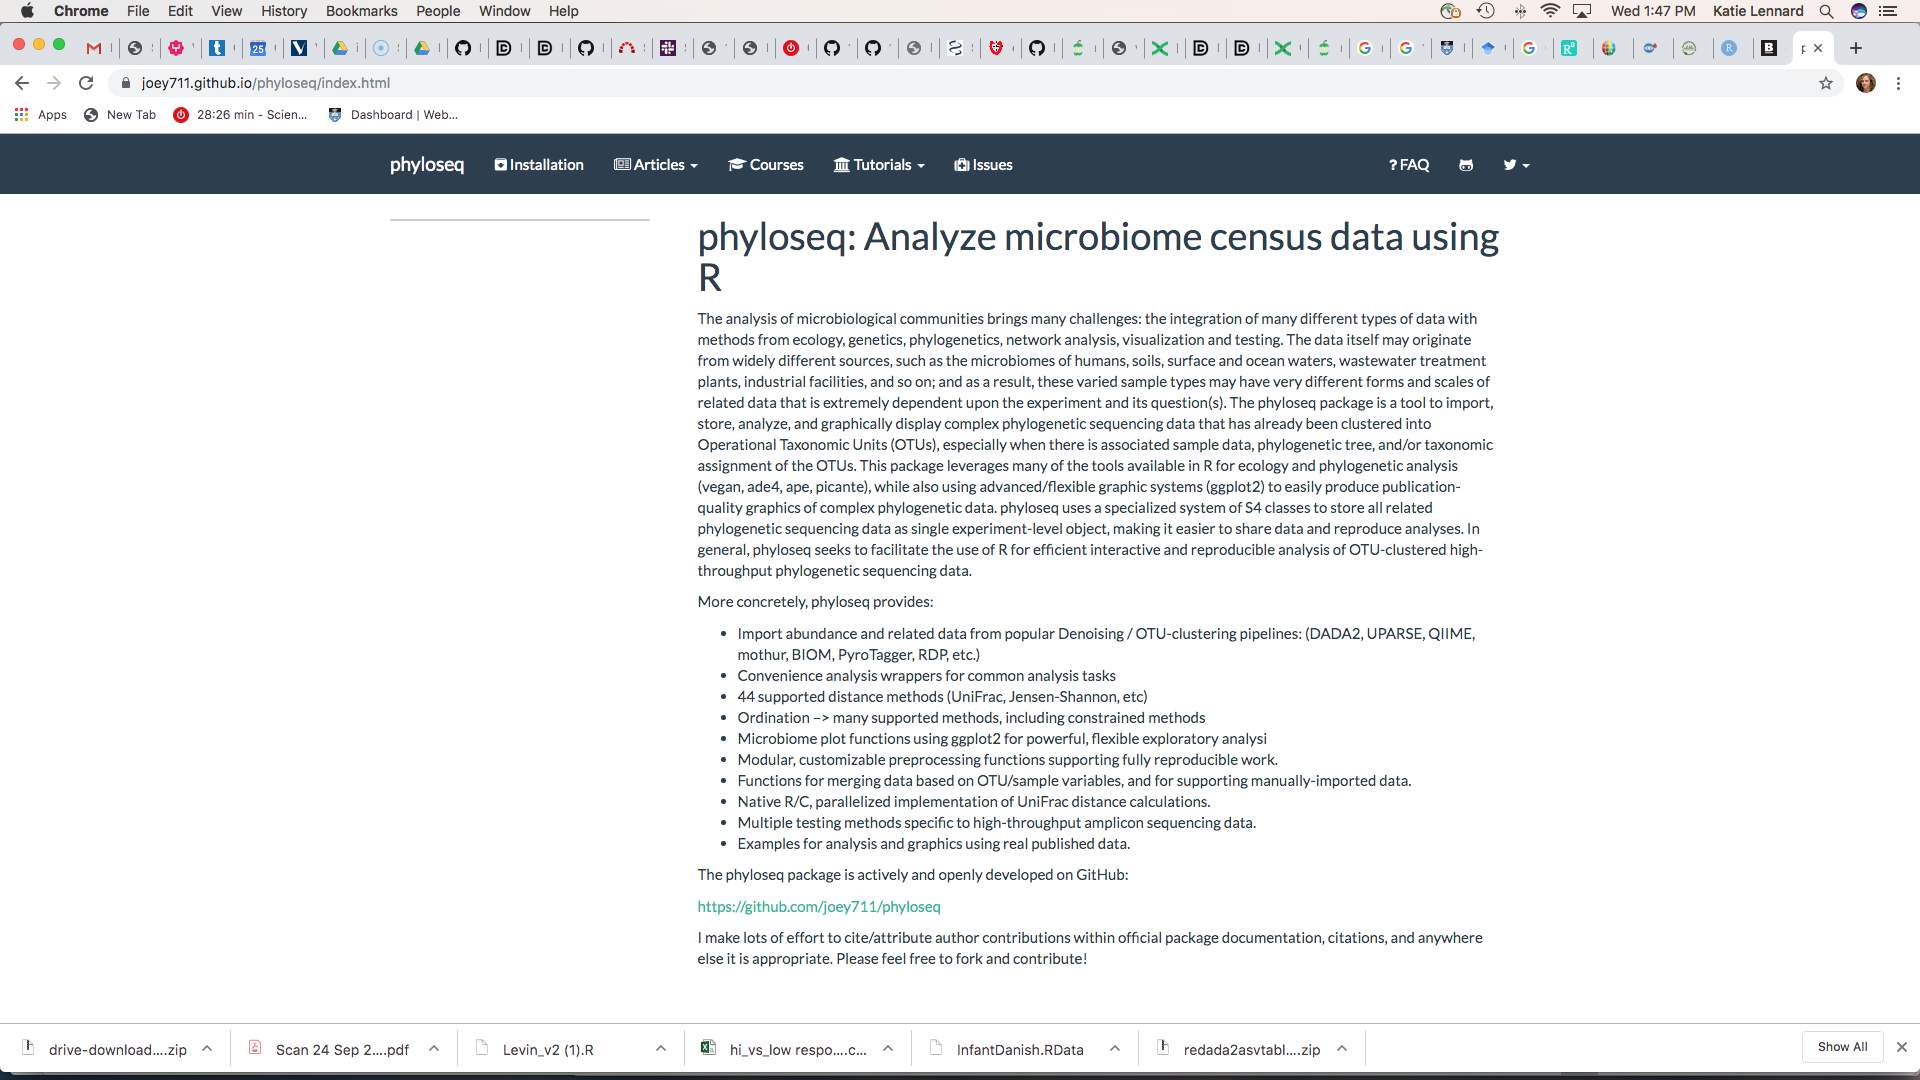 Chrome File Edit View History Bookmarks People Window Help Wed 1:47 PM Katie Lennard
joey711.github.io/phyloseq/index.html
Apps New Tab 28:26 min - Scien... Dashboard | Web...
phyloseq Installation Articles Courses Tutorials Issues ? FAQ
phyloseq: Analyze microbiome census data using
R
The analysis of microbiological communities brings many challenges: the integration of many different types of data with
methods from ecology, genetics, phylogenetics, network analysis, visualization and testing. The data itself may originate
from widely different sources, such as the microbiomes of humans, soils, surface and ocean waters, wastewater treatment
plants, industrial facilities, and so on; and as a result, these varied sample types may have very different forms and scales of
related data that is extremely dependent upon the experiment and its question(s). The phyloseq package is a tool to import,
store, analyze, and graphically display complex phylogenetic sequencing data that has already been clustered into
Operational Taxonomic Units (OTUs), especially when there is associated sample data, phylogenetic tree, and/or taxonomic
assignment of the OTUs. This package leverages many of the tools available in R for ecology and phylogenetic analysis
(vegan, ade4, ape, picante), while also using advanced/flexible graphic systems (ggplot2) to easily produce publication-
quality graphics of complex phylogenetic data. phyloseq uses a specialized system of S4 classes to store all related
phylogenetic sequencing data as single experiment-level object, making it easier to share data and reproduce analyses. In
general, phyloseq seeks to facilitate the use of R for efficient interactive and reproducible analysis of OTU-clustered high-
throughput phylogenetic sequencing data.
More concretely, phyloseq provides:
• Import abundance and related data from popular Denoising / OTU-clustering pipelines: (DADA2, UPARSE, QIIME,
mothur, BIOM, PyroTagger, RDP, etc.)
• Convenience analysis wrappers for common analysis tasks
• 44 supported distance methods (UniFrac, Jensen-Shannon, etc)
• Ordination –> many supported methods, including constrained methods
• Microbiome plot functions using ggplot2 for powerful, flexible exploratory analysi
• Modular, customizable preprocessing functions supporting fully reproducible work.
• Functions for merging data based on OTU/sample variables, and for supporting manually-imported data.
• Native R/C, parallelized implementation of UniFrac distance calculations.
• Multiple testing methods specific to high-throughput amplicon sequencing data.
• Examples for analysis and graphics using real published data.
The phyloseq package is actively and openly developed on GitHub:
https://github.com/joey711/phyloseq
I make lots of effort to cite/attribute author contributions within official package documentation, citations, and anywhere
else it is appropriate. Please feel free to fork and contribute!
drive-download....zip Scan 24 Sep 2....pdf Levin_v2 (1).R hi_vs_low respo....c... InfantDanish.RData redada2asvtabl....zip Show All